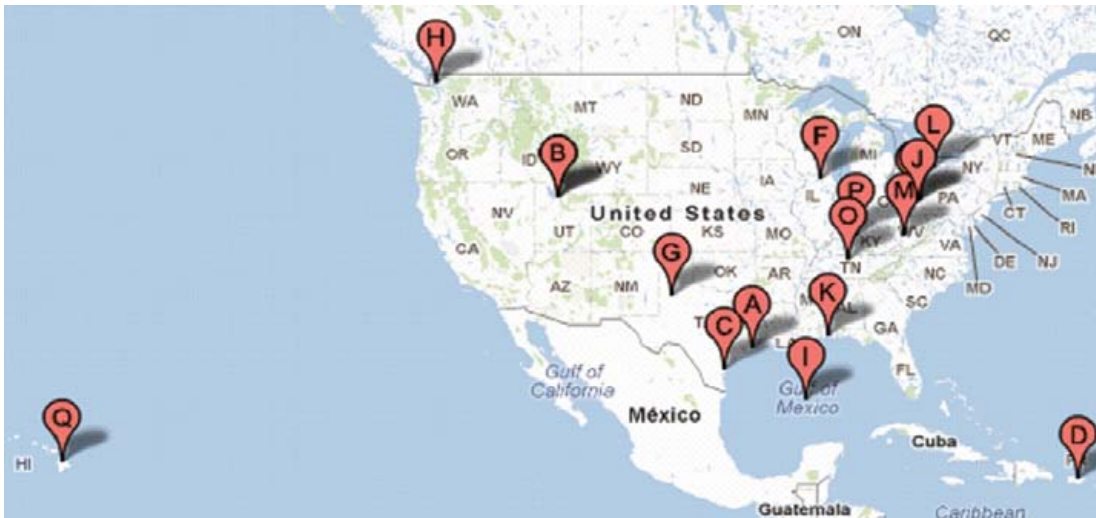 ON
QC
H
WA
MT
ND
MN
L
NB
VT
ME
F
J
OR
ID
B
WY
SD
MI
NY
MA
IA
NE
IL
P
M
PA
CT
RI
NV
UT
CO
United States
KS
MO
O
KY
VA
DE
NJ
CA
G
OK
AR
TN
NC
MD
AZ
NM
K
AL
SC
C
A
GA
I
FL
Gulf of
California
Gulf of
Mexico
México
Q
HI
Cuba
D
Guatemala
Caribbean